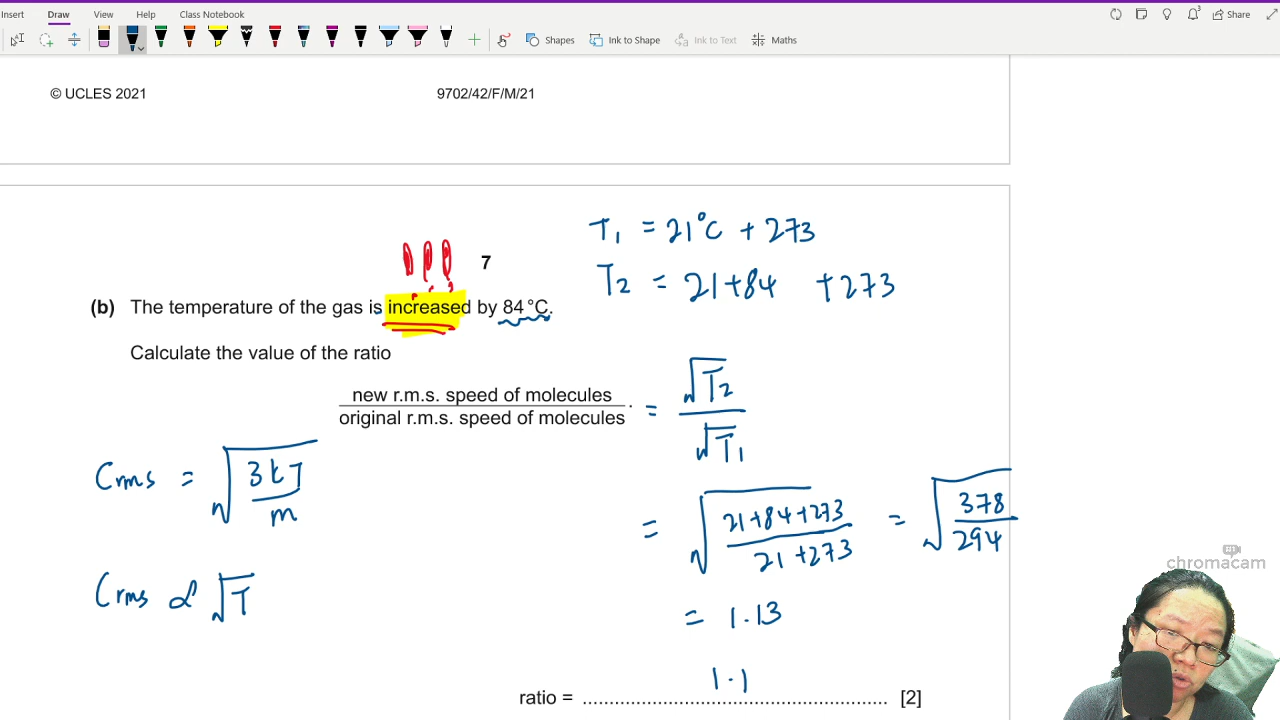 Insert Draw View Help Class Notebook
3 Share
Shapes Ink to Shape Ink to Text Maths
© UCLES 2021 9702/42/F/M/21
T₁ = 21°C + 273
7
T₂ = 21+84 + 273
(b) The temperature of the gas is increased by 84 °C.
Calculate the value of the ratio
new r.m.s. speed of molecules
original r.m.s. speed of molecules
= √T₂ / √T₁
Crms = √(3kT / m)
= √(21+84+273 / 21+273) = √(378 / 294)
chromacam
Crms ∝ √T
= 1.13
1.1
ratio = ............................................................. [2]